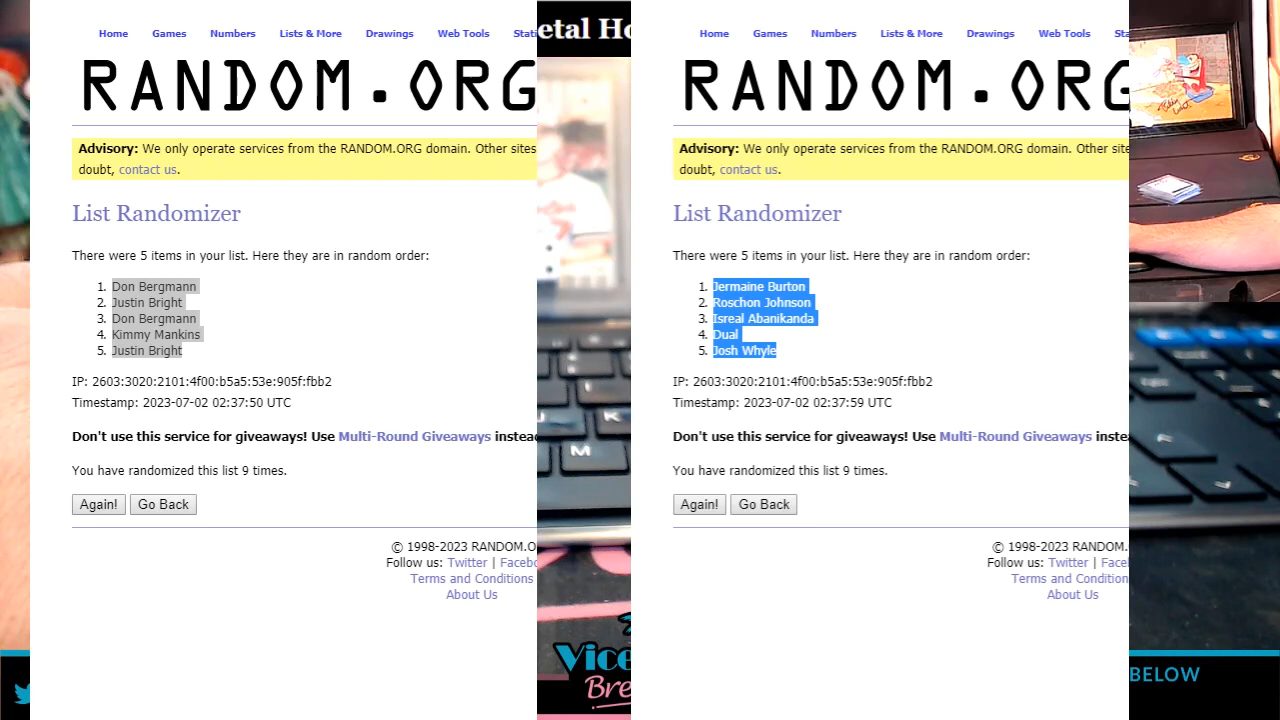 Home Games Numbers Lists & More Drawings Web Tools
RANDOM.ORG
Advisory: We only operate services from the RANDOM.ORG domain. Other sites
doubt, contact us.
List Randomizer
There were 5 items in your list. Here they are in random order:
1. Don Bergmann
2. Justin Bright
3. Don Bergmann
4. Kimmy Mankins
5. Justin Bright
IP: 2603:3020:2101:4f00:b5a5:53e:905f:fbb2
Timestamp: 2023-07-02 02:37:50 UTC
Don't use this service for giveaways! Use Multi-Round Giveaways
You have randomized this list 9 times.
Again! Go Back
© 1998-2023 RANDOM.O
Follow us: Twitter |
Terms and Conditions
About Us
etal Ho
M
Vice
Bre
Home Games Numbers Lists & More Drawings Web Tools
RANDOM.ORG
Advisory: We only operate services from the RANDOM.ORG domain. Other site
doubt, contact us.
List Randomizer
There were 5 items in your list. Here they are in random order:
1. Jermaine Burton
2. Roschon Johnson
3. Isreal Abanikanda
4. Dual
5. Josh Whyle
IP: 2603:3020:2101:4f00:b5a5:53e:905f:fbb2
Timestamp: 2023-07-02 02:37:59 UTC
Don't use this service for giveaways! Use Multi-Round Giveaways
You have randomized this list 9 times.
Again! Go Back
© 1998-2023 RANDOM.
Follow us: Twitter |
Terms and Condition
About Us
BELOW